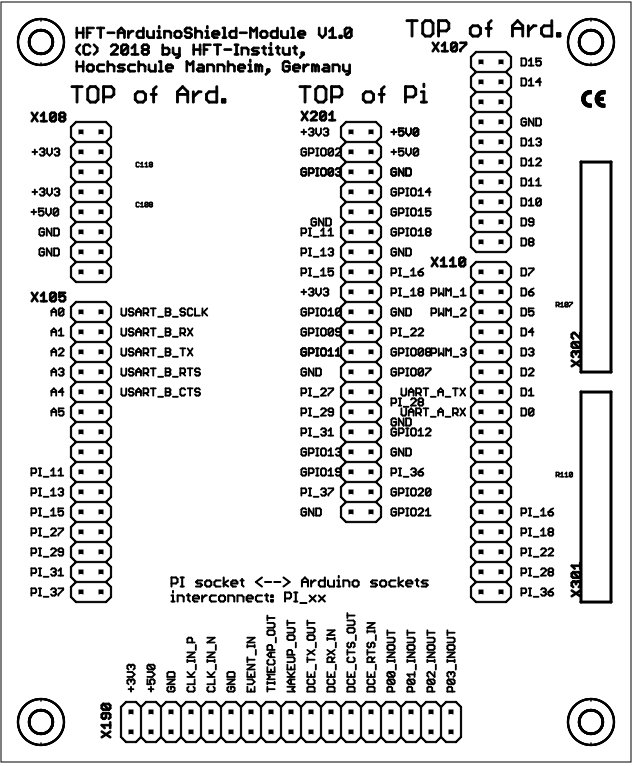 HFT-ArduinoShield-Module V1.0
(C) 2018 by HFT-Institut,
Hochschule Mannheim, Germany
TOP of Ard.
X107
D15
D14
GND
D13
D12
D11
D10
D9
D8
CE
TOP of Ard.
X108
+3V3
+3V3
+5V0
GND
GND
C110
C108
TOP of Pi
X201
+3V3 +5V0
GPIO02 +5V0
GPIO03 GND
GPIO14
GND GPIO15
PI_11 GPIO18
PI_13 GND
PI_15 PI_16
+3V3 PI_18
GPIO10 GND
GPIO09 PI_22
GPIO11 GPIO08
GND GPIO07
PI_27 PI_28
PI_29 GND
PI_31 GPIO12
GPIO13 GND
GPIO19 PI_36
PI_37 GPIO20
GND GPIO21
X110
D7
PWM_1 D6
PWM_2 D5
D4
PWM_3 D3
D2
UART_A_TX D1
UART_A_RX D0
PI_16
PI_18
PI_22
PI_28
PI_36
R107
X302
R110
X301
X105
A0 USART_B_SCLK
A1 USART_B_RX
A2 USART_B_TX
A3 USART_B_RTS
A4 USART_B_CTS
A5
PI_11
PI_13
PI_15
PI_27
PI_29
PI_31
PI_37
PI socket <--> Arduino sockets
interconnect: PI_xx
X190
+3V3
+5V0
GND
CLK_IN_P
CLK_IN_N
GND
EVENT_IN
TIMECAP_OUT
WAKEUP_OUT
DCE_TX_OUT
DCE_RX_IN
DCE_CTS_OUT
DCE_RTS_IN
P00_INOUT
P01_INOUT
P02_INOUT
P03_INOUT